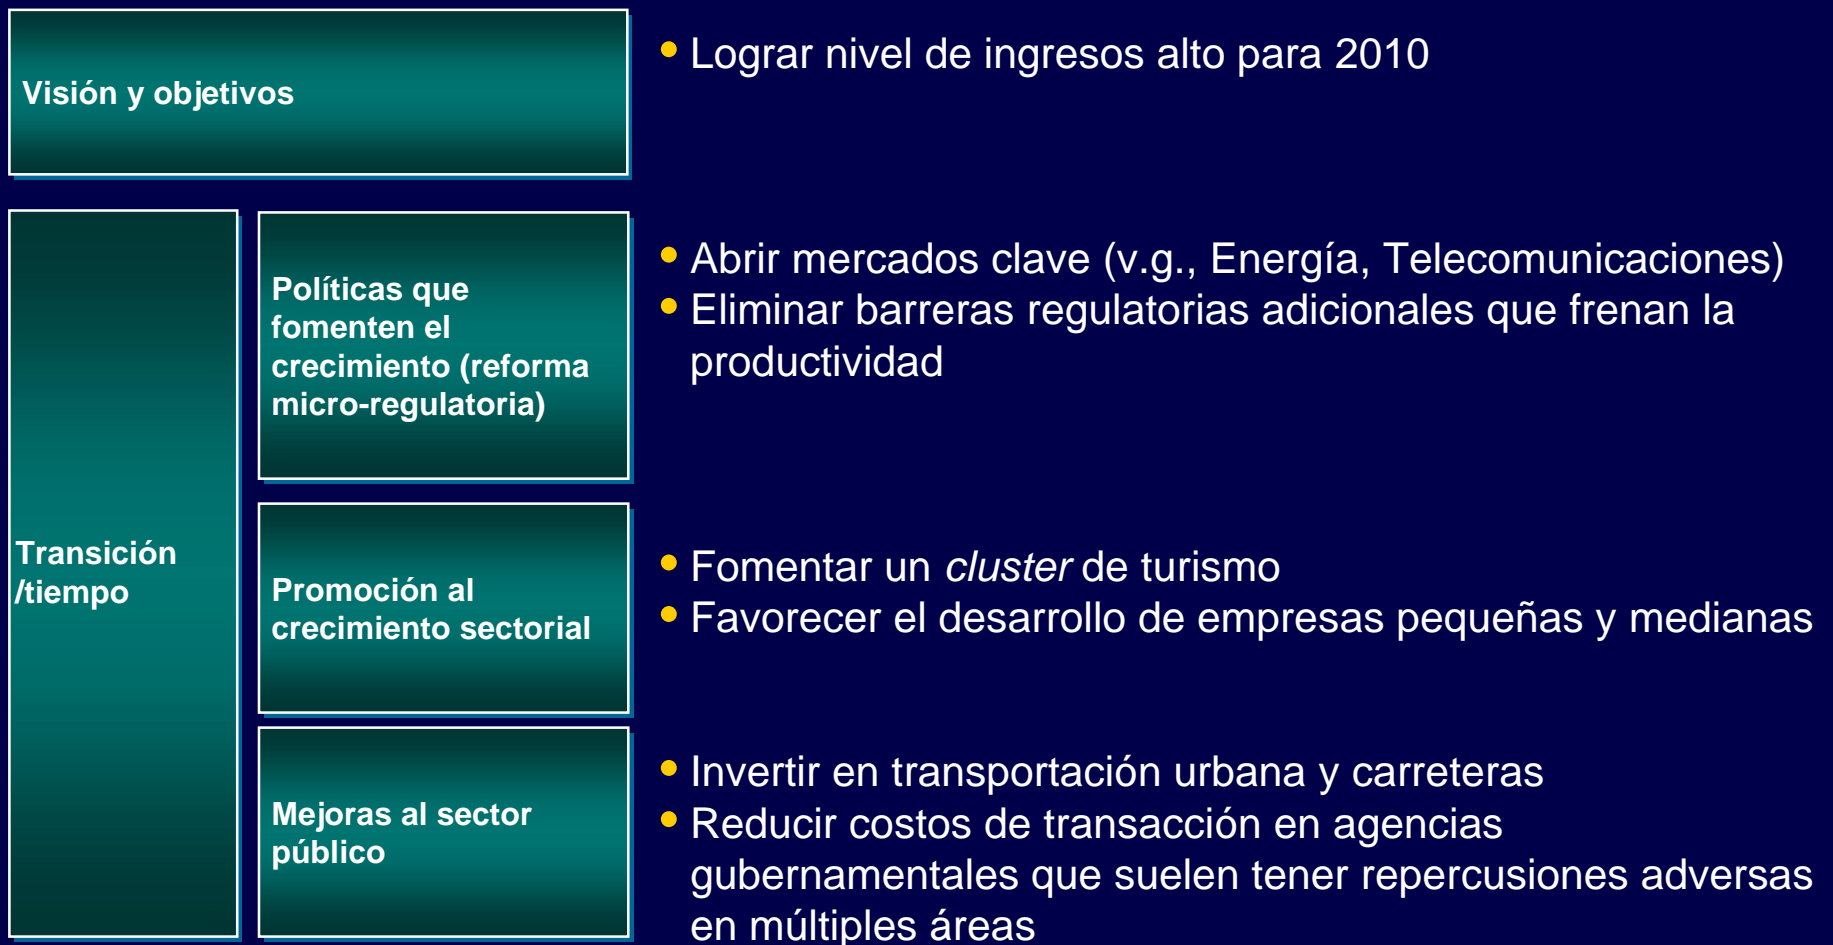 Visión y objetivos
• Lograr nivel de ingresos alto para 2010
Transición
/tiempo
Políticas que
fomenten el
crecimiento (reforma
micro-regulatoria)
• Abrir mercados clave (v.g., Energía, Telecomunicaciones)
• Eliminar barreras regulatorias adicionales que frenan la
productividad
Promoción al
crecimiento sectorial
• Fomentar un cluster de turismo
• Favorecer el desarrollo de empresas pequeñas y medianas
Mejoras al sector
público
• Invertir en transportación urbana y carreteras
• Reducir costos de transacción en agencias
gubernamentales que suelen tener repercusiones adversas
en múltiples áreas